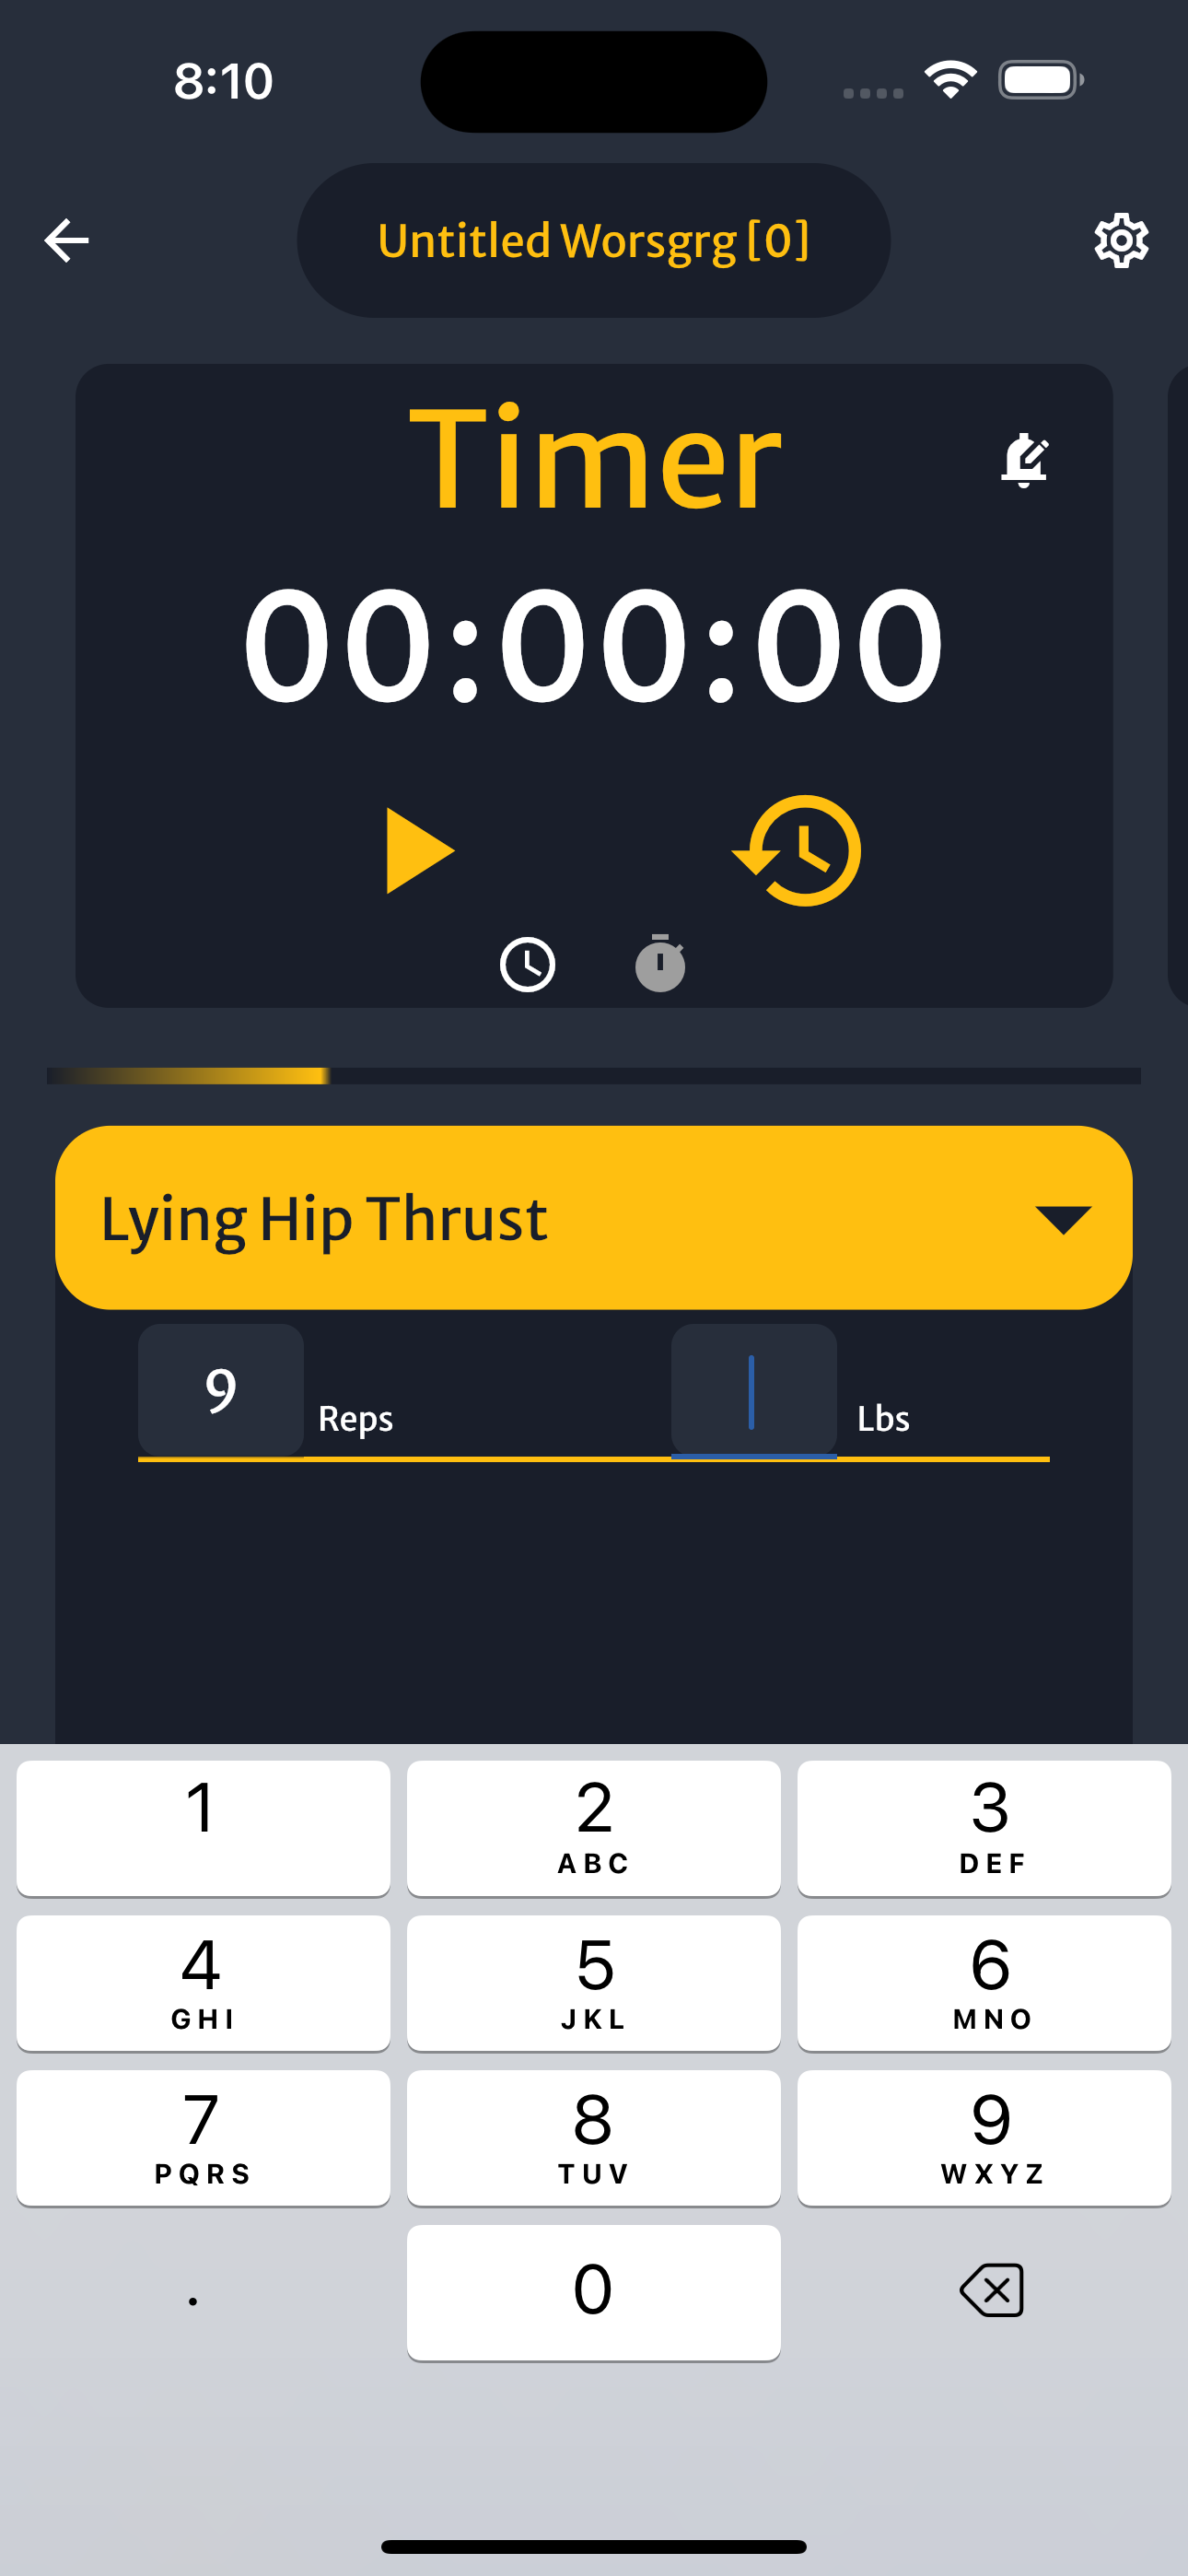 8:10
Untitled Worsgrg [0]
Timer
00:00:00
Lying Hip Thrust
9 Reps Lbs
1 2 3
ABC DEF
4 5 6
GHI JKL MNO
7 8 9
PQRS TUV WXYZ
. 0